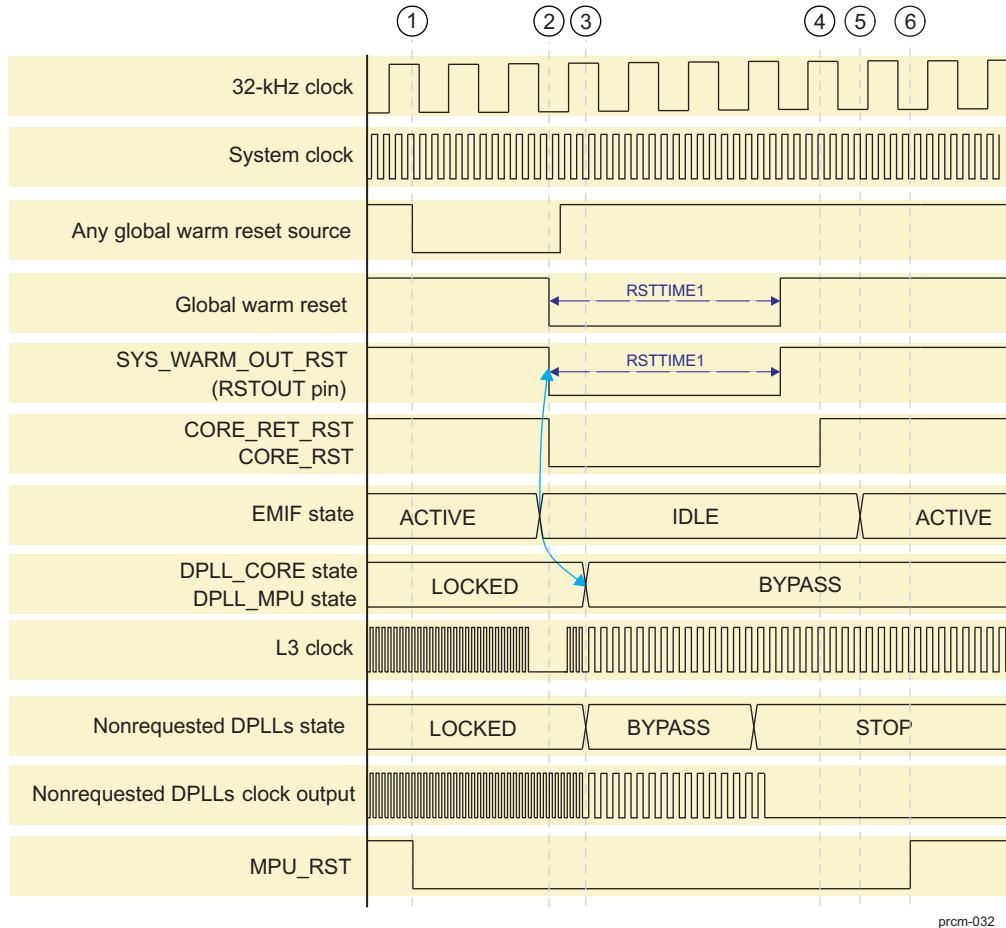 1 2 3 4 5 6
32-kHz clock
System clock
Any global warm reset source
Global warm reset
RSTTIME1
SYS_WARM_OUT_RST
(RSTOUT pin)
RSTTIME1
CORE_RET_RST
CORE_RST
EMIF state
ACTIVE IDLE ACTIVE
DPLL_CORE state
DPLL_MPU state
LOCKED BYPASS
L3 clock
Nonrequested DPLLs state
LOCKED BYPASS STOP
Nonrequested DPLLs clock output
MPU_RST
prcm-032